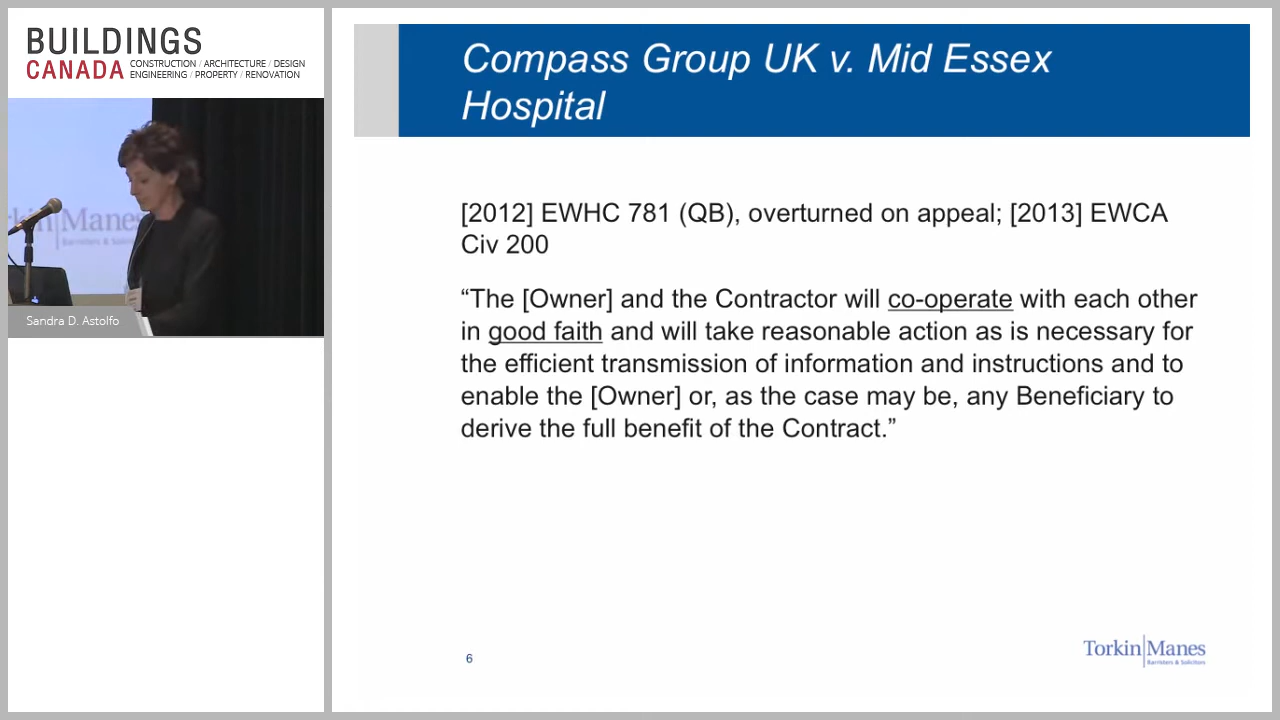 BUILDINGS
CANADA
CONSTRUCTION / ARCHITECTURE / DESIGN
ENGINEERING / PROPERTY / RENOVATION
Manes
Sandra D. Astolfo
Compass Group UK v. Mid Essex
Hospital
[2012] EWHC 781 (QB), overturned on appeal; [2013] EWCA
Civ 200
“The [Owner] and the Contractor will co-operate with each other
in good faith and will take reasonable action as is necessary for
the efficient transmission of information and instructions and to
enable the [Owner] or, as the case may be, any Beneficiary to
derive the full benefit of the Contract.”
6
Torkin Manes
Barristers & Solicitors